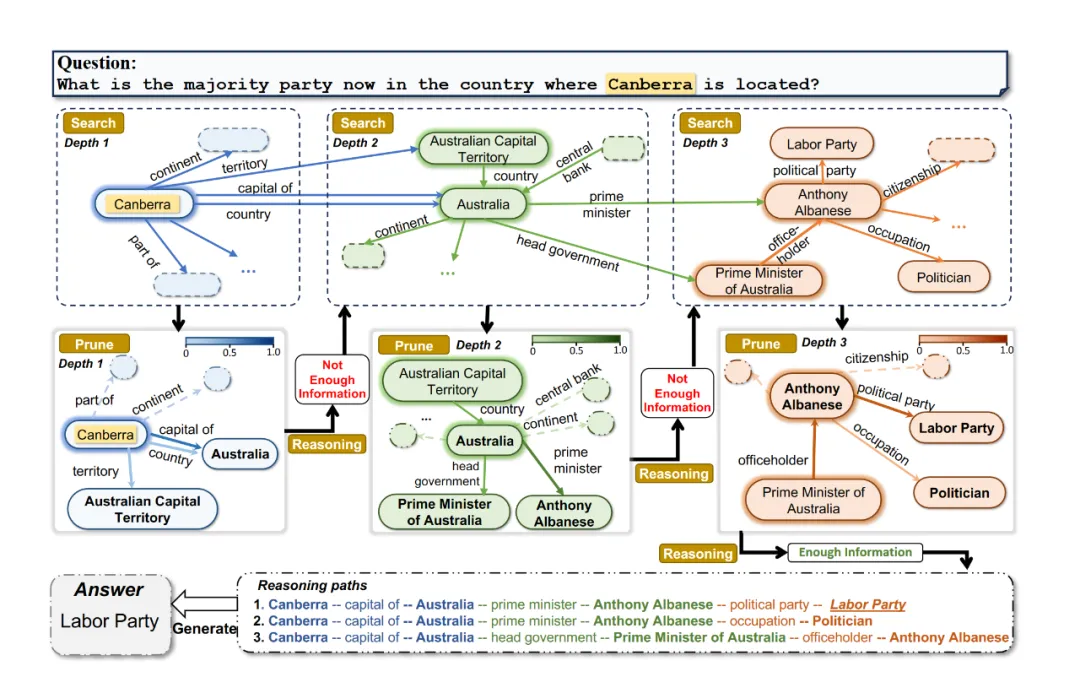 Question:
What is the majority party now in the country where Canberra is located?
Search
Depth 1
continent
territory
Canberra
capital of
country
part of
...
Search
Depth 2
Australian Capital
Territory
country
central
bank
Australia
prime
minister
continent
head government
...
Search
Depth 3
Labor Party
political party
citizenship
Anthony
Albanese
...
office-
holder
occupation
Prime Minister
of Australia
Politician
Prune
Depth 1
0
0.5
1.0
part of
continent
Canberra
capital of
country
Australia
territory
Australian Capital
Territory
Not
Enough
Information
Reasoning
Prune
Depth 2
0
0.5
1.0
Australian Capital
Territory
central bank
country
...
continent
Australia
head
government
prime
minister
Prime Minister
of Australia
Anthony
Albanese
Not
Enough
Information
Reasoning
Prune
Depth 3
0
0.5
1.0
citizenship
Anthony
Albanese
political party
Labor Party
occupation
officeholder
Prime Minister of
Australia
Politician
Reasoning
Enough Information
Answer
Labor Party
Generate
Reasoning paths
1. Canberra -- capital of -- Australia -- prime minister -- Anthony Albanese -- political party -- Labor Party
2. Canberra -- capital of -- Australia -- prime minister -- Anthony Albanese -- occupation -- Politician
3. Canberra -- capital of -- Australia -- head government -- Prime Minister of Australia -- officeholder -- Anthony Albanese